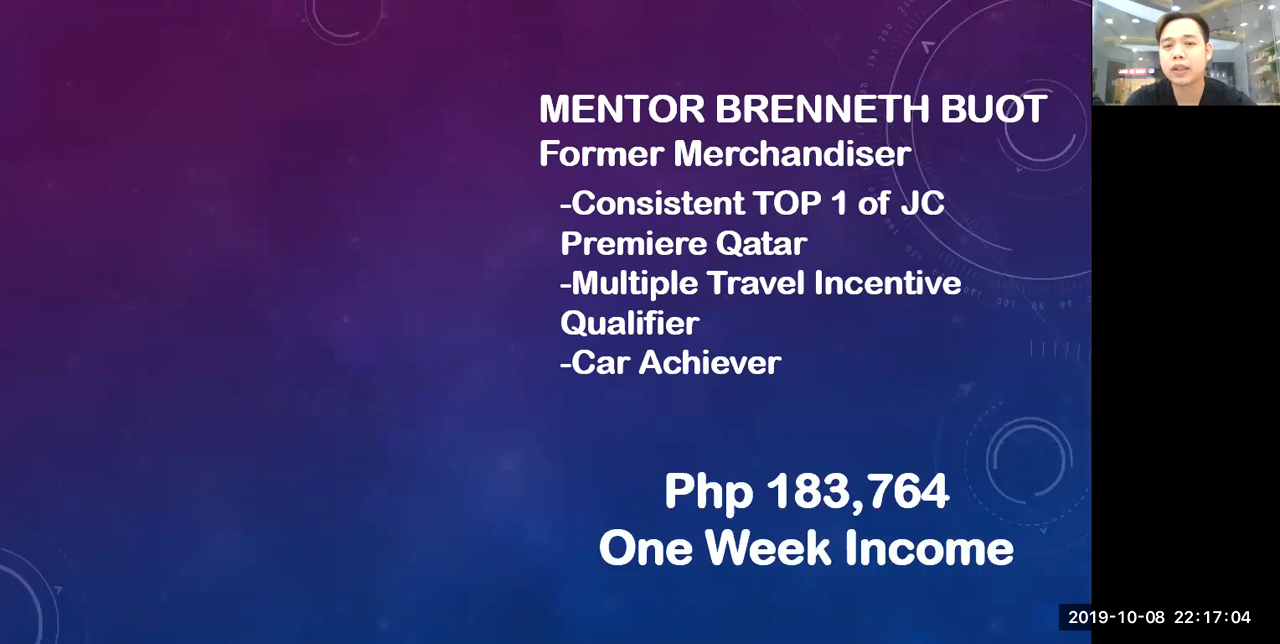 MENTOR BRENNETH BUOT
Former Merchandiser
-Consistent TOP 1 of JC
Premiere Qatar
-Multiple Travel Incentive
Qualifier
-Car Achiever
Php 183,764
One Week Income
2019-10-08 22:17:04